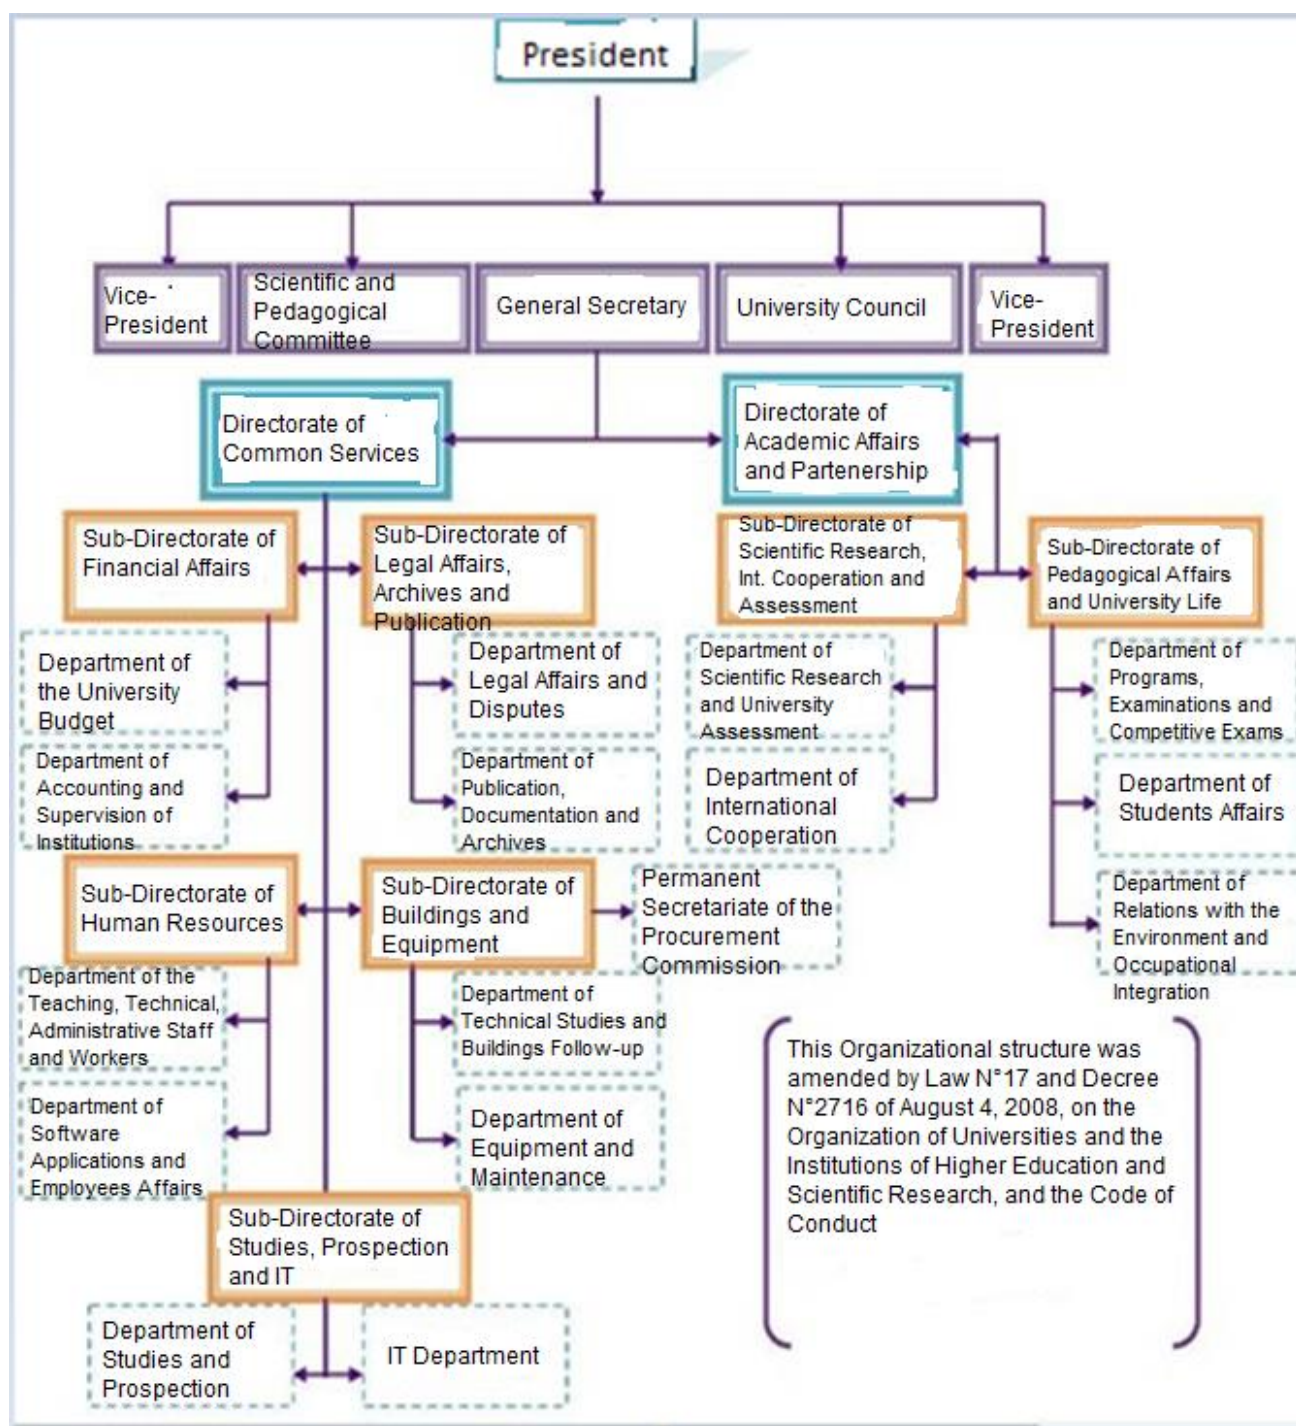 President
Vice-
President
Scientific and
Pedagogical
Committee
General Secretary
University Council
Vice-
President
Directorate of
Common Services
Directorate of
Academic Affairs
and Partenership
Sub-Directorate of
Financial Affairs
Sub-Directorate of
Legal Affairs,
Archives and
Publication
Sub-Directorate of
Scientific Research,
Int. Cooperation and
Assessment
Sub-Directorate of
Pedagogical Affairs
and University Life
Department of
the University
Budget
Department of
Legal Affairs and
Disputes
Department of
Scientific Research
and University
Assessment
Department of
Programs,
Examinations and
Competitive Exams
Department of
Accounting and
Supervision of
Institutions
Department of
Publication,
Documentation and
Archives
Department of
International
Cooperation
Department of
Students Affairs
Sub-Directorate of
Human Resources
Sub-Directorate of
Buildings and
Equipment
Permanent
Secretariate of the
Procurement
Commission
Department of
Relations with the
Environment and
Occupational
Integration
Department of the
Teaching, Technical,
Administrative Staff
and Workers
Department of
Technical Studies and
Buildings Follow-up
Department of
Software
Applications and
Employees Affairs
Department of
Equipment and
Maintenance
This Organizational structure was
amended by Law N°17 and Decree
N°2716 of August 4, 2008, on the
Organization of Universities and the
Institutions of Higher Education and
Scientific Research, and the Code of
Conduct
Sub-Directorate of
Studies, Prospection
and IT
Department of
Studies and
Prospection
IT Department